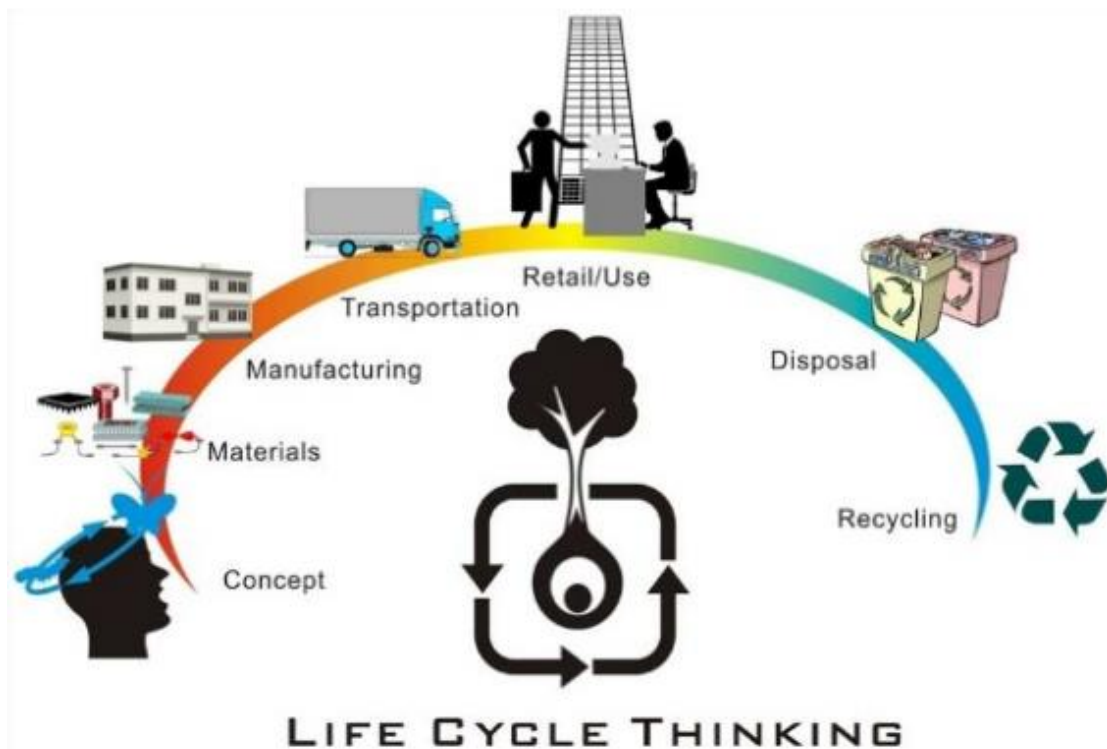 Concept
Materials
Manufacturing
Transportation
Retail/Use
Disposal
Recycling
LIFE CYCLE THINKING